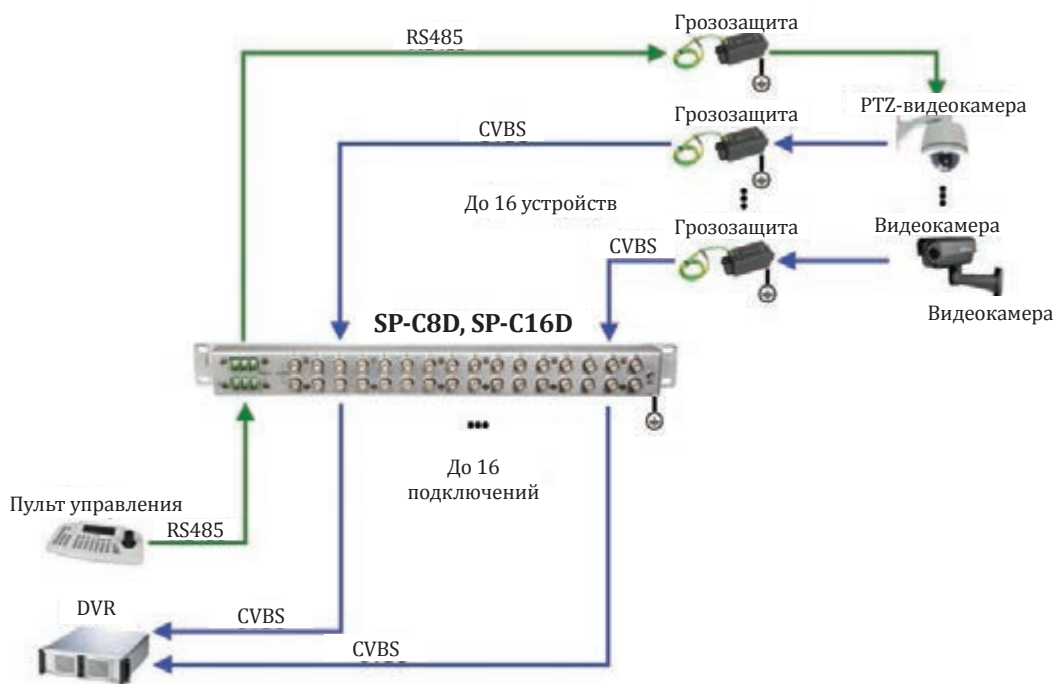 Грозозащита
RS485
PTZ-видеокамера
Грозозащита
CVBS
До 16 устройств
Грозозащита
Видеокамера
CVBS
Видеокамера
SP-C8D, SP-C16D
До 16
подключений
Пульт управления
RS485
DVR
CVBS
CVBS